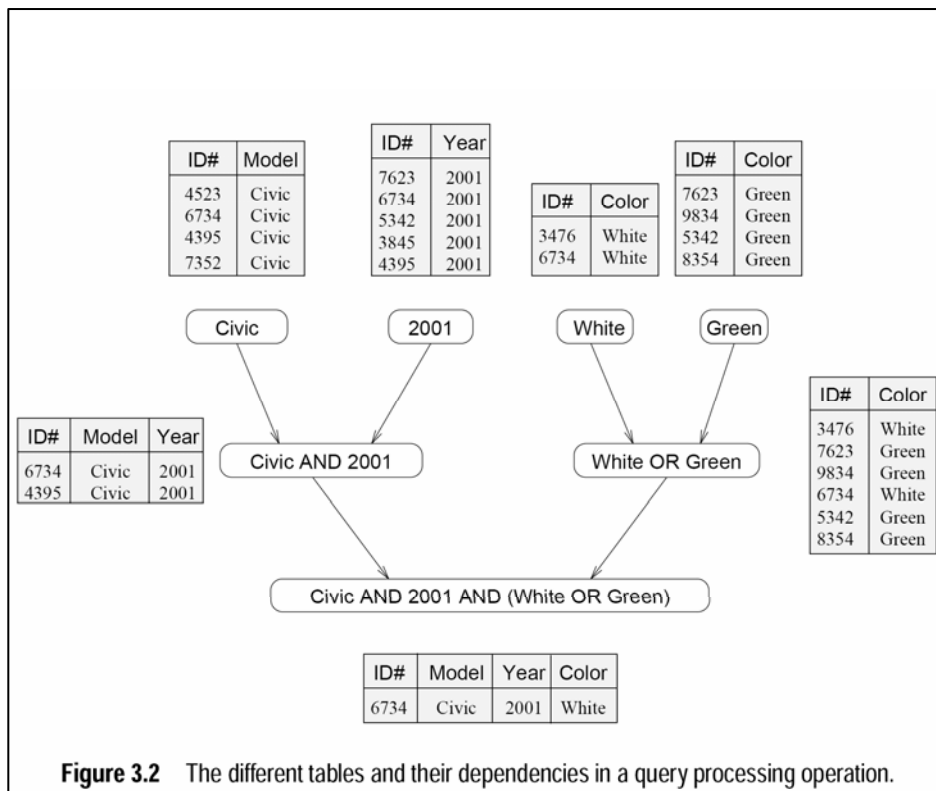 ID# Model
4523 Civic
6734 Civic
4395 Civic
7352 Civic
ID# Year
7623 2001
6734 2001
5342 2001
3845 2001
4395 2001
ID# Color
3476 White
6734 White
ID# Color
7623 Green
9834 Green
5342 Green
8354 Green
Civic
2001
White
Green
ID# Model Year
6734 Civic 2001
4395 Civic 2001
Civic AND 2001
White OR Green
ID# Color
3476 White
7623 Green
9834 Green
6734 White
5342 Green
8354 Green
Civic AND 2001 AND (White OR Green)
ID# Model Year Color
6734 Civic 2001 White
Figure 3.2 The different tables and their dependencies in a query processing operation.